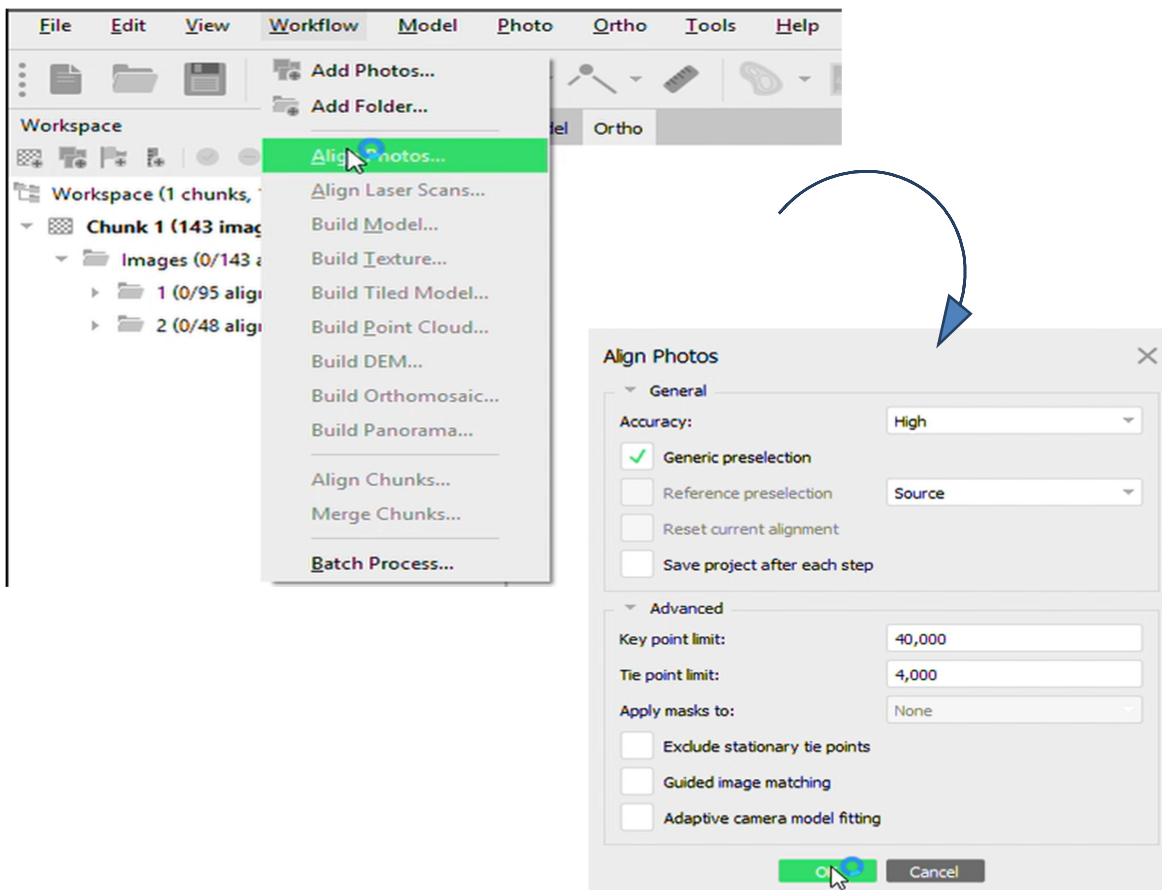 File Edit View Workflow Model Photo Ortho Tools Help
Add Photos...
Add Folder...
Workspace
Ortho
Align Photos...
Align Laser Scans...
Workspace (1 chunks,
Build Model...
Chunk 1 (143 imag
Build Texture...
Images (0/143 a
Build Tiled Model...
1 (0/95 alig
Build Point Cloud...
2 (0/48 alig
Build DEM...
Build Orthomosaic...
Build Panorama...
Align Chunks...
Merge Chunks...
Batch Process...
Align Photos
General
Accuracy: High
Generic preselection
Reference preselection Source
Reset current alignment
Save project after each step
Advanced
Key point limit: 40,000
Tie point limit: 4,000
Apply masks to: None
Exclude stationary tie points
Guided image matching
Adaptive camera model fitting
Cancel